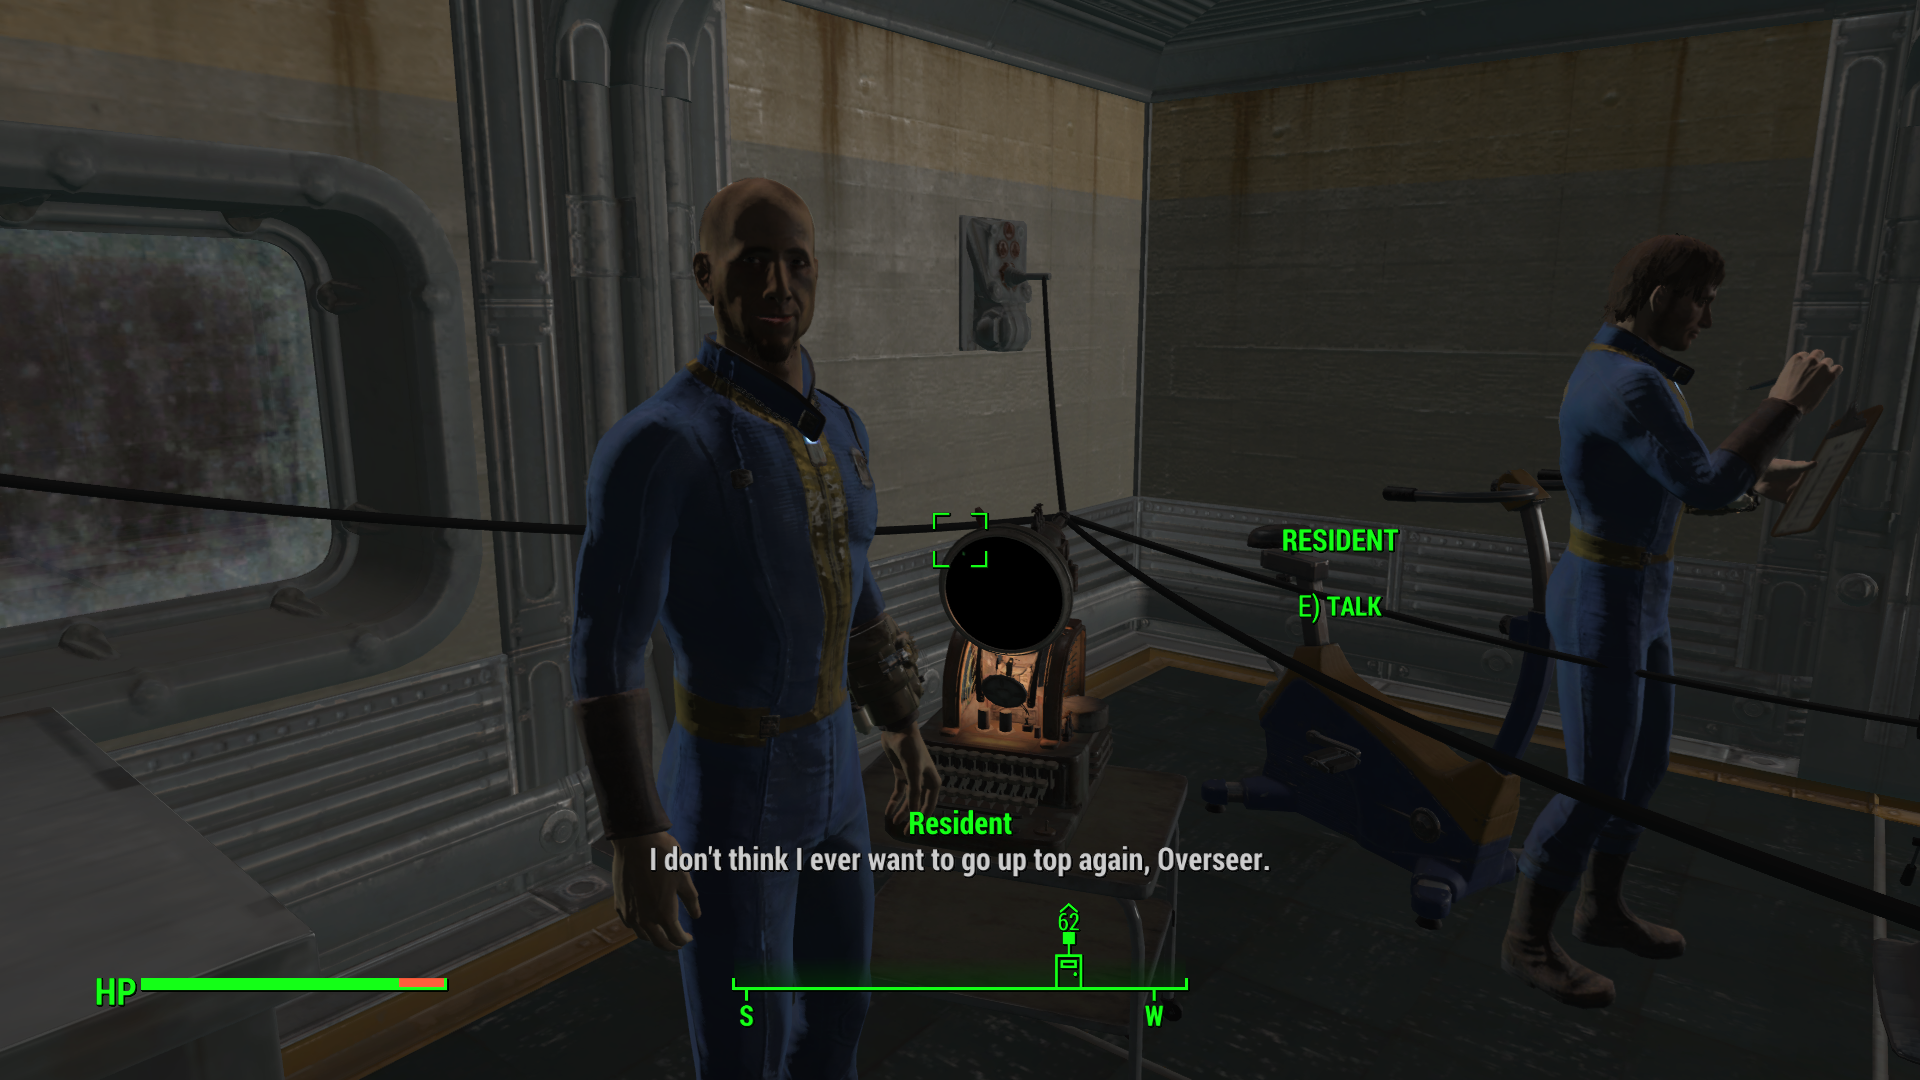 RESIDENT
E) TALK
Resident
I don't think I ever want to go up top again, Overseer.
62
HP
S
W